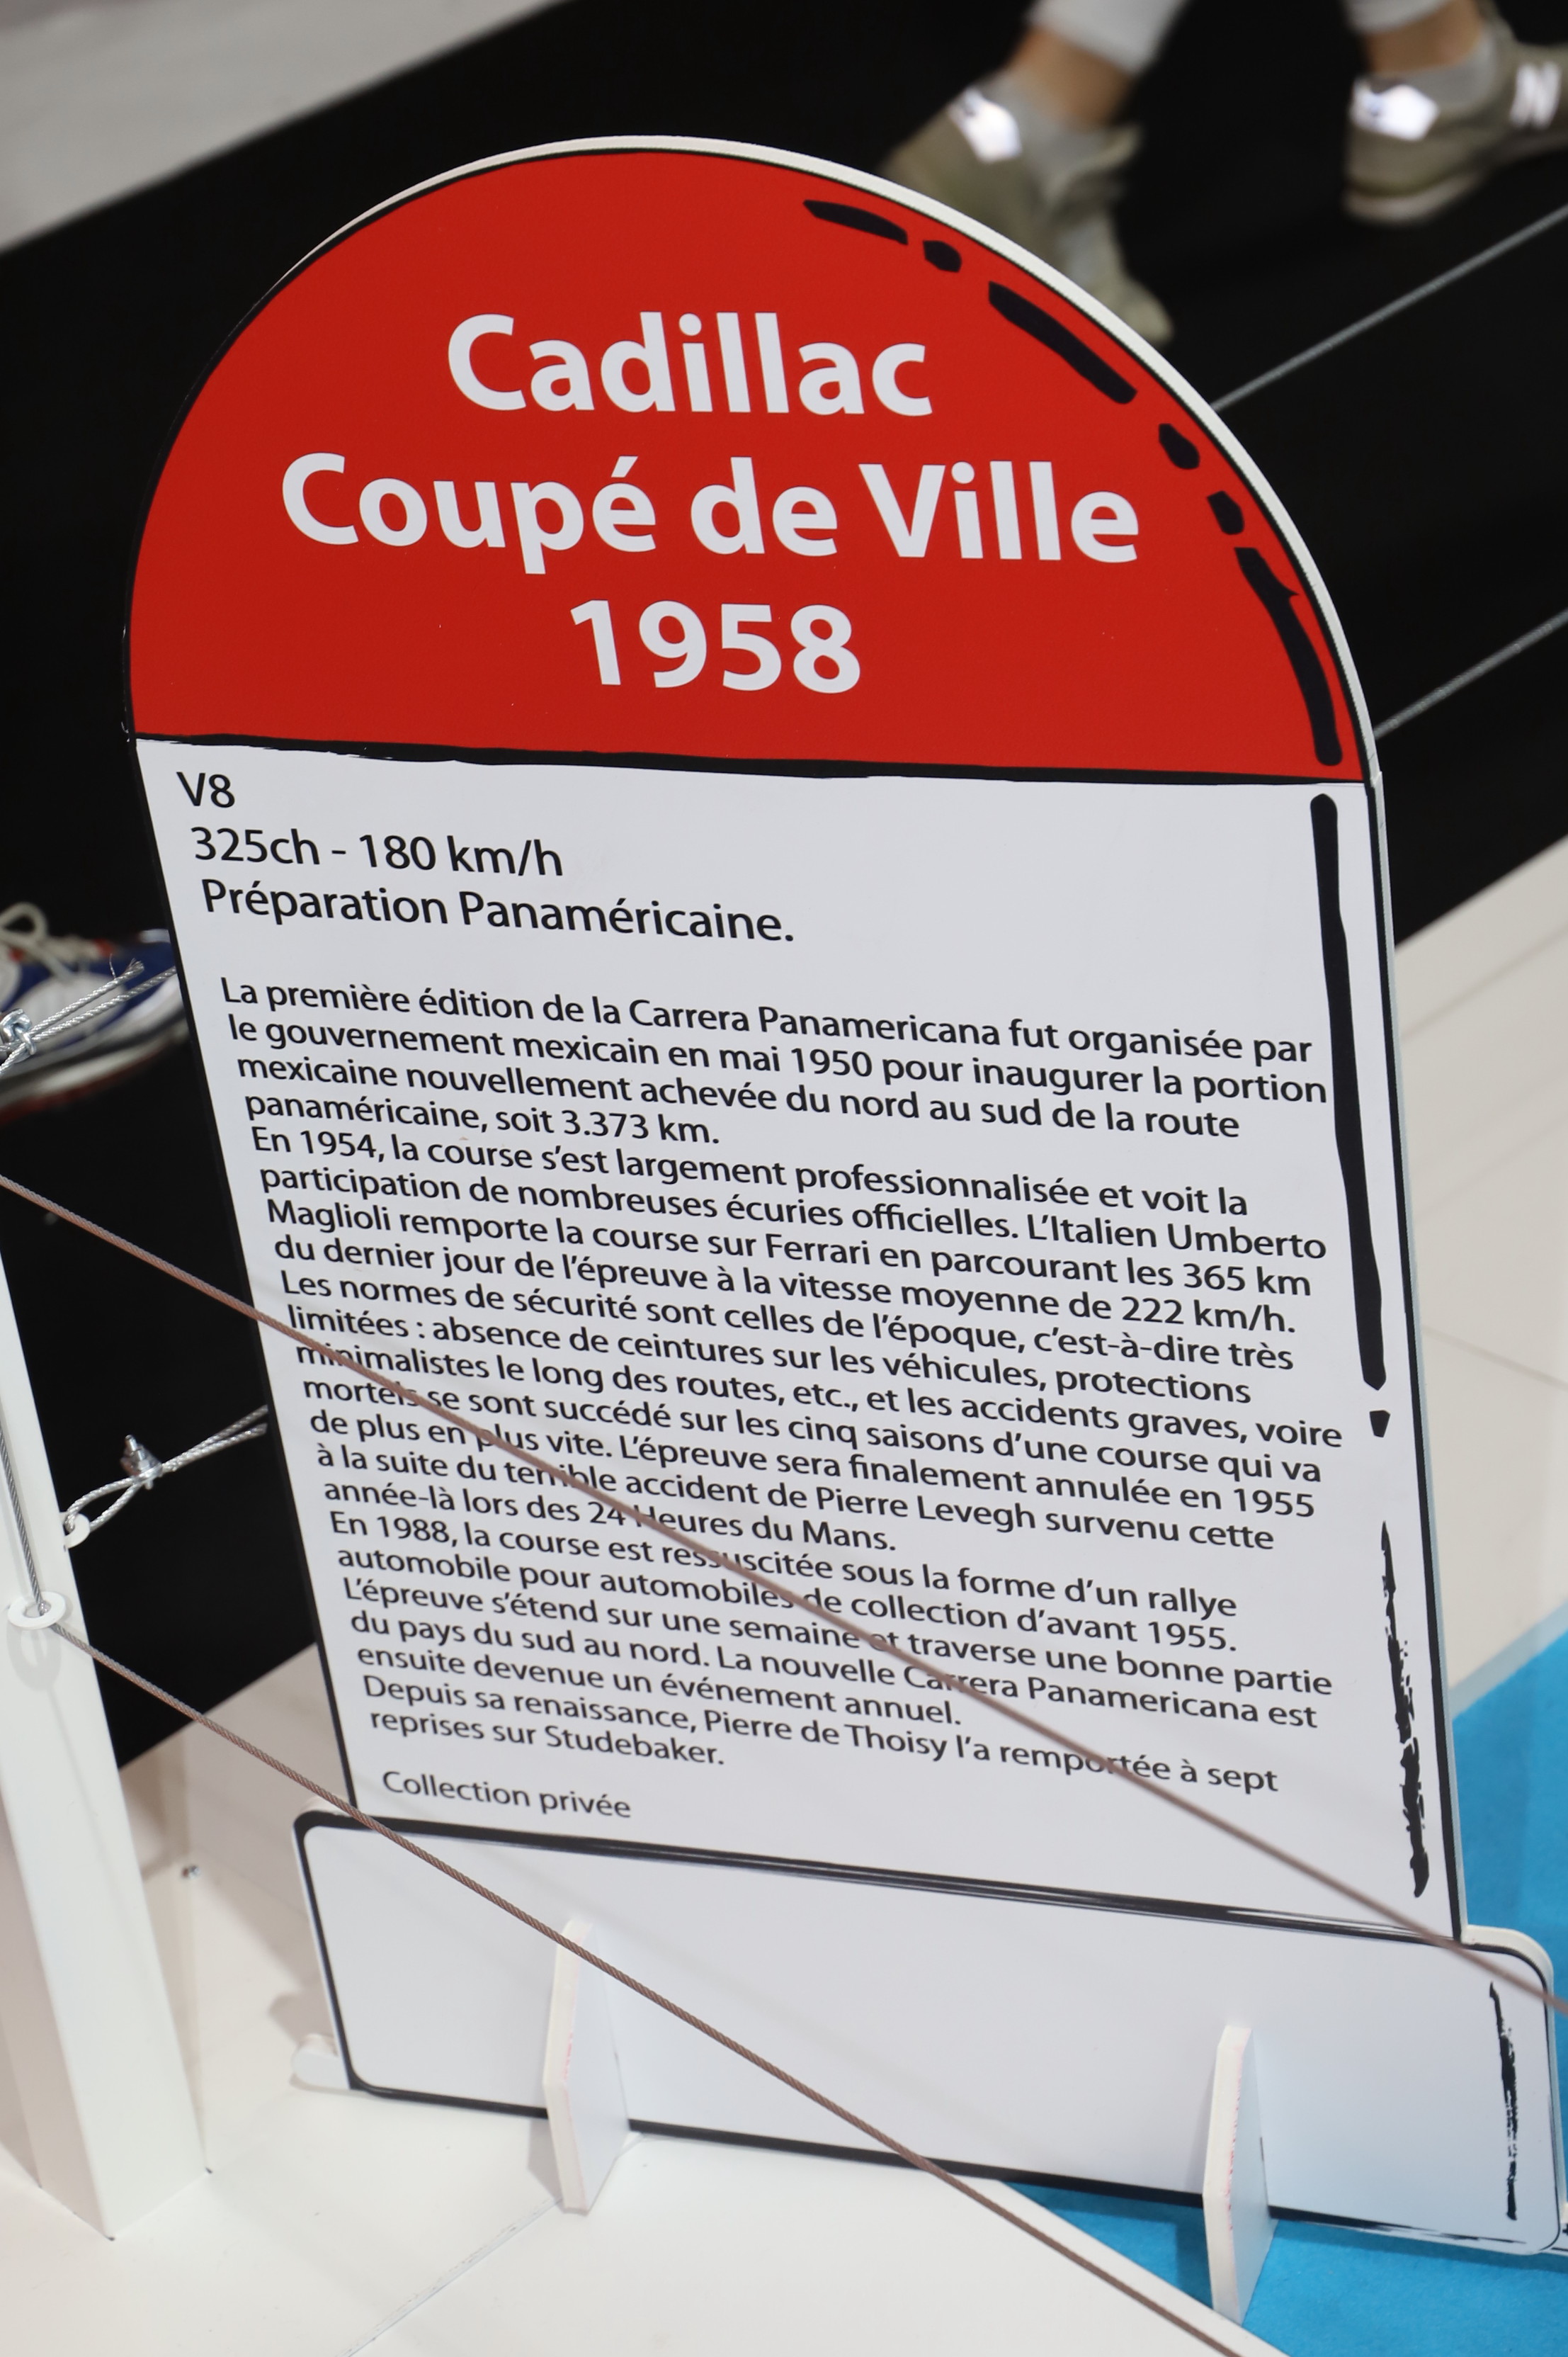 Cadillac
Coupé de Ville
1958
V8
325ch - 180 km/h
Préparation Panaméricaine.
La première édition de la Carrera Panamericana fut organisée par
le gouvernement mexicain en mai 1950 pour inaugurer la portion
mexicaine nouvellement achevée du nord au sud de la route
panaméricaine, soit 3.373 km.
En 1954, la course s'est largement professionnalisée et voit la
participation de nombreuses écuries officielles. L'Italien Umberto
Maglioli remporte la course sur Ferrari en parcourant les 365 km
du dernier jour de l'épreuve à la vitesse moyenne de 222 km/h.
Les normes de sécurité sont celles de l'époque, c'est-à-dire très
limitées : absence de ceintures sur les véhicules, protections
minimalistes le long des routes, etc., et les accidents graves, voire
mortels se sont succédé sur les cinq saisons d'une course qui va
de plus en plus vite. L'épreuve sera finalement annulée en 1955
à la suite du terrible accident de Pierre Levegh survenu cette
année-là lors des 24 Heures du Mans.
En 1988, la course est ressuscitée sous la forme d'un rallye
automobile pour automobiles de collection d'avant 1955.
L'épreuve s'étend sur une semaine et traverse une bonne partie
du pays du sud au nord. La nouvelle Carrera Panamericana est
ensuite devenue un événement annuel.
Depuis sa renaissance, Pierre de Thoisy l'a remportée à sept
reprises sur Studebaker.
Collection privée
N